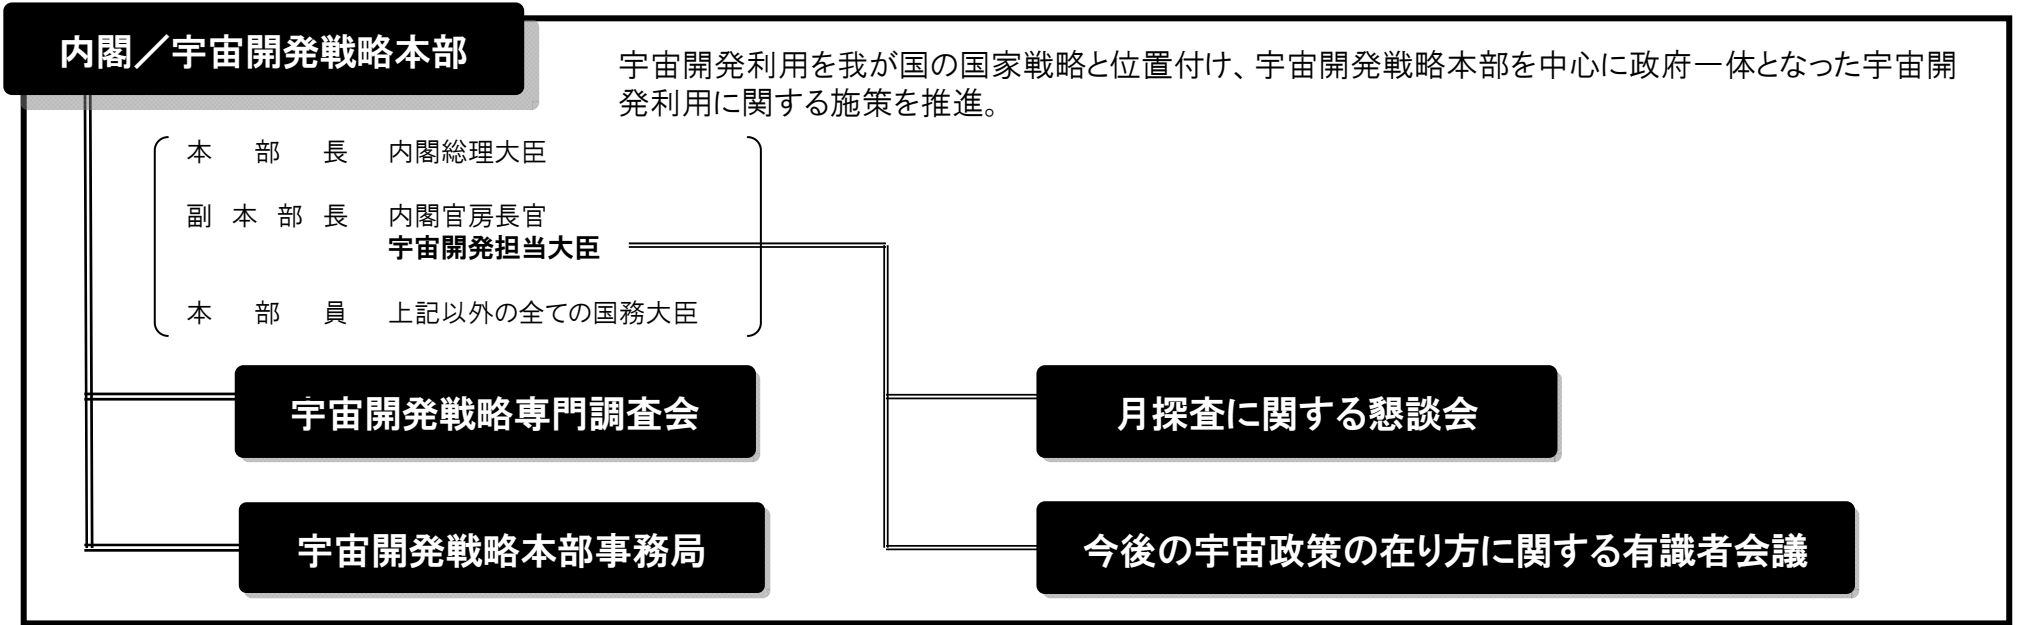 内閣／宇宙開発戦略本部
宇宙開発利用を我が国の国家戦略と位置付け、宇宙開発戦略本部を中心に政府一体となった宇宙開
発利用に関する施策を推進。
本　部　長　内閣総理大臣
副本部長　内閣官房長官
宇宙開発担当大臣
本　部　員　上記以外の全ての国務大臣
宇宙開発戦略専門調査会
月探査に関する懇談会
宇宙開発戦略本部事務局
今後の宇宙政策の在り方に関する有識者会議